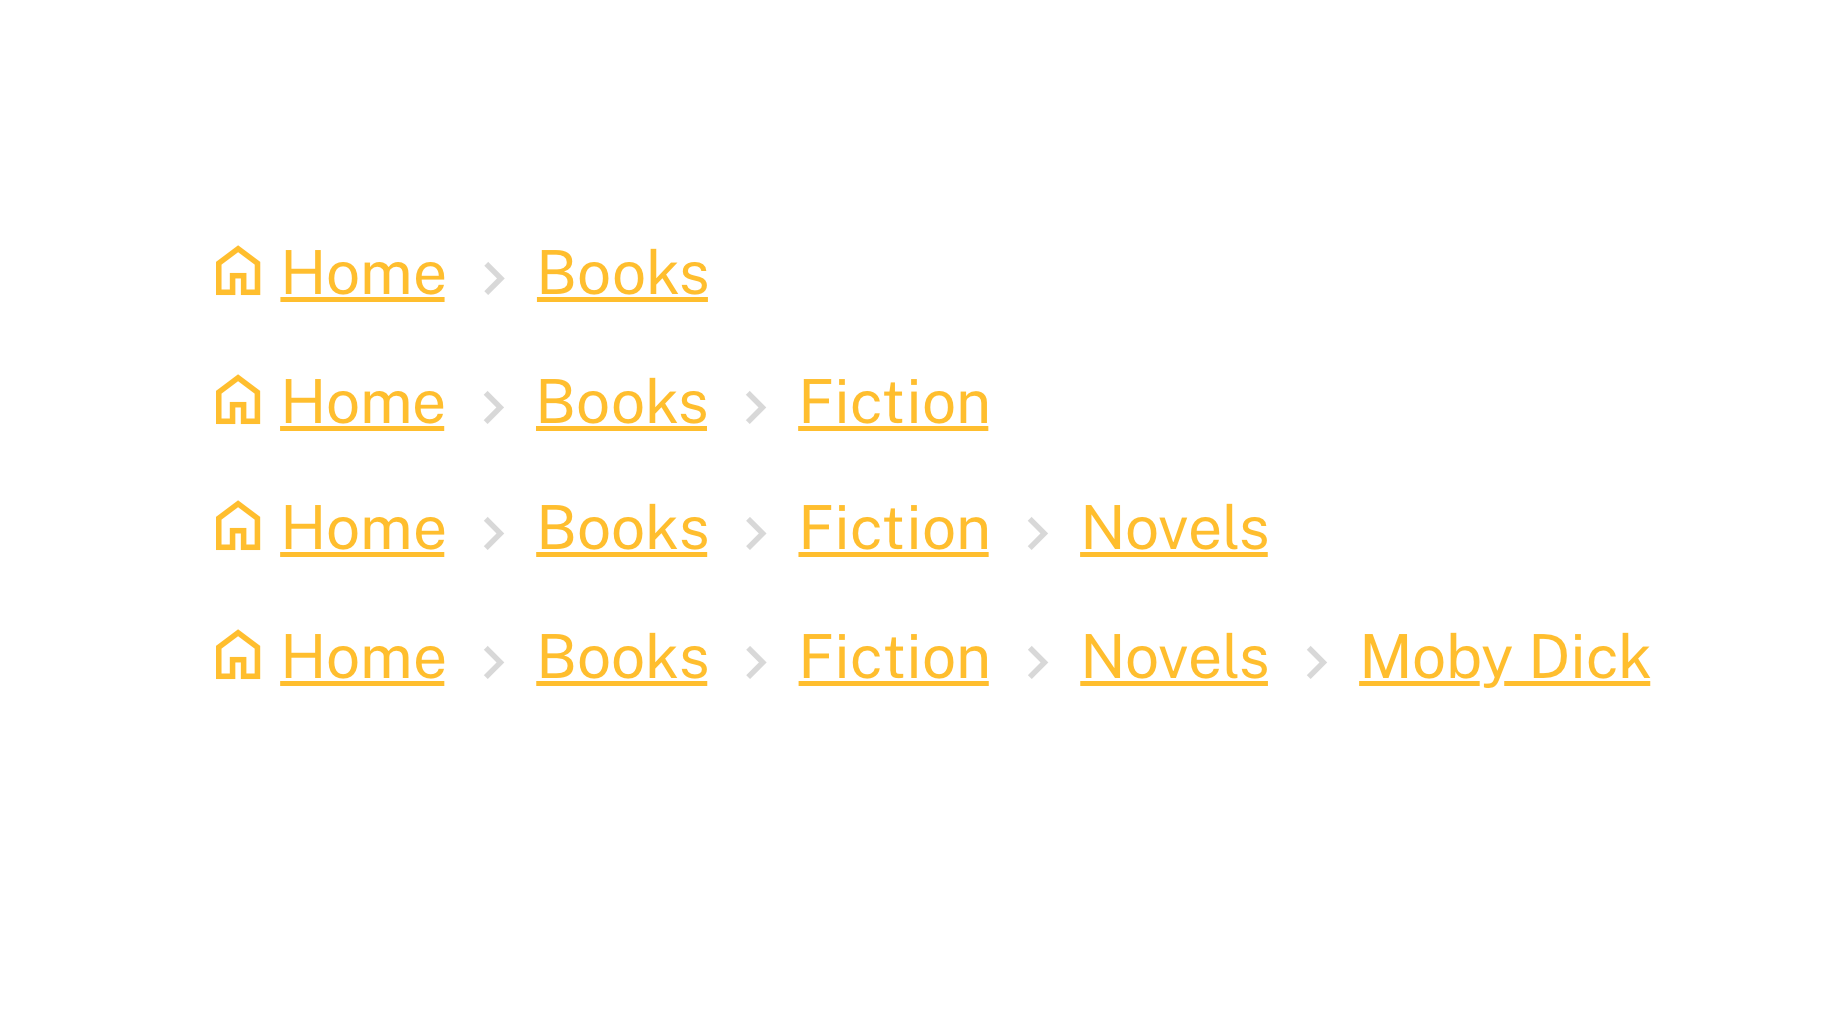 Home > Books
Home > Books > Fiction
Home > Books > Fiction > Novels
Home > Books > Fiction > Novels > Moby Dick